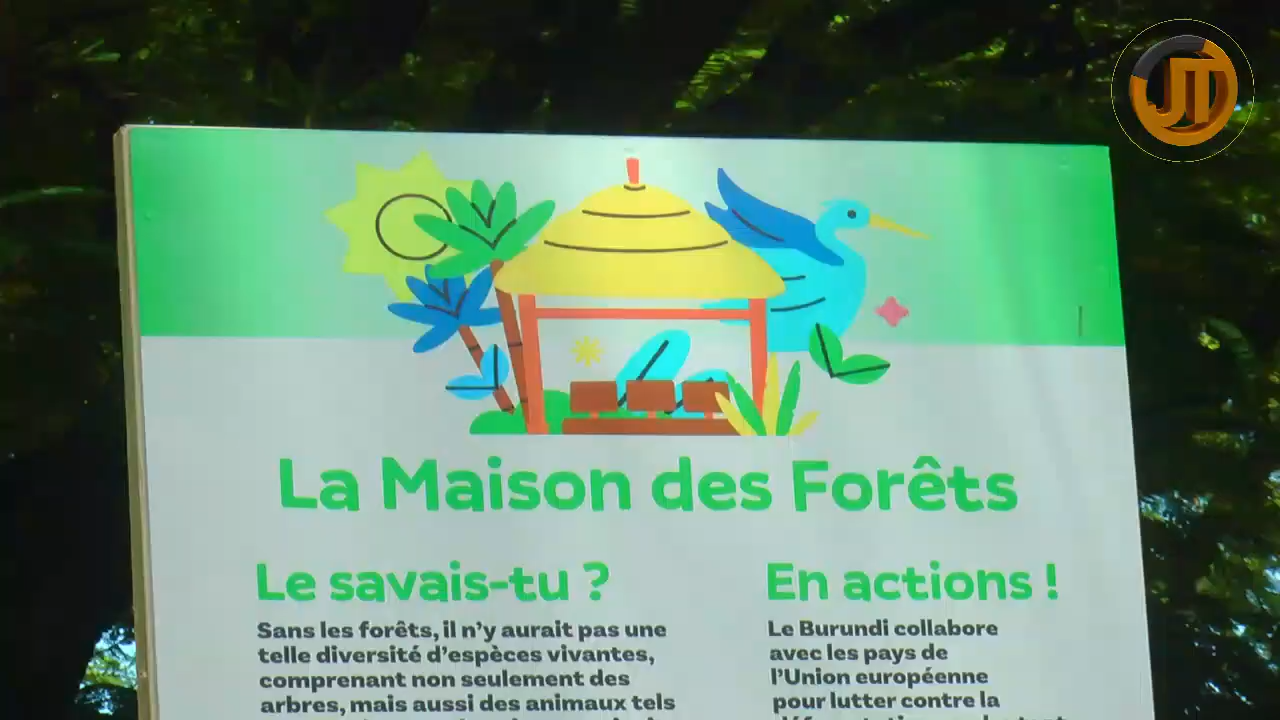 JT
La Maison des Forêts
Le savais-tu ?
Sans les forêts, il n’y aurait pas une
telle diversité d’espèces vivantes,
comprenant non seulement des
arbres, mais aussi des animaux tels
En actions !
Le Burundi collabore
avec les pays de
l’Union européenne
pour lutter contre la